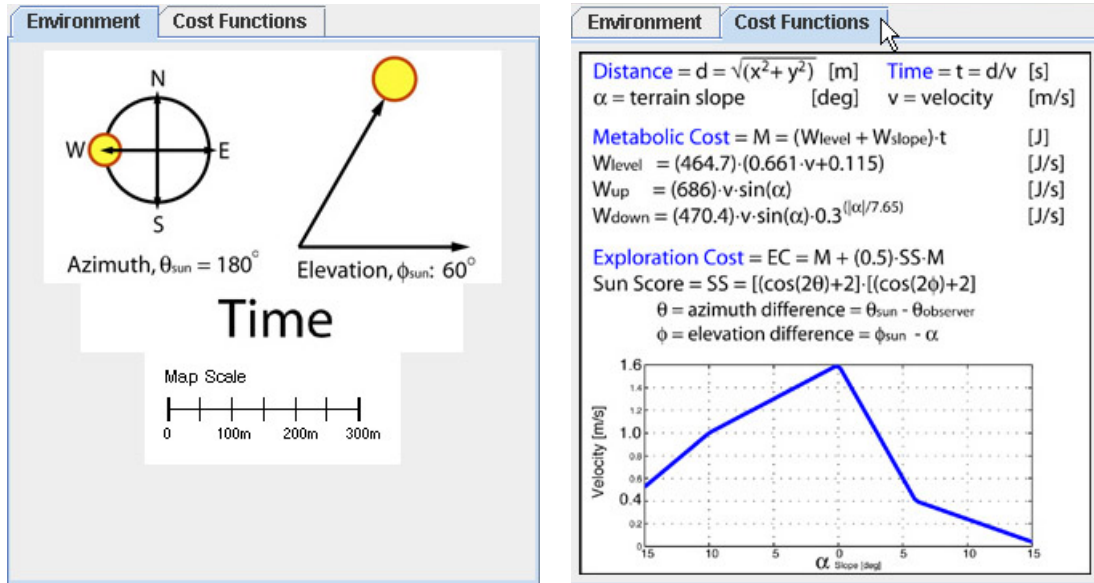 Environment
Cost Functions
N
W
E
S
Azimuth, θsun = 180°
Elevation, ϕsun: 60°
Time
Map Scale
0 100m 200m 300m
Environment
Cost Functions
Distance = d = √(x²+ y²) [m] Time = t = d/v [s]
α = terrain slope [deg] v = velocity [m/s]
Metabolic Cost = M = (Wlevel + Wslope)·t [J]
Wlevel = (464.7)·(0.661·v+0.115) [J/s]
Wup = (686)·v·sin(α) [J/s]
Wdown = (470.4)·v·sin(α)·0.3^(|α|/7.65) [J/s]
Exploration Cost = EC = M + (0.5)·SS·M
Sun Score = SS = [(cos(2θ)+2]·[(cos(2ϕ)+2]
θ = azimuth difference = θsun - θobserver
ϕ = elevation difference = ϕsun - α
Velocity [m/s]
1.6
1.4
1.2
1.0
0.8
0.6
0.4
0.2
0
15 10 5 0 5 10 15
α Slope [deg]